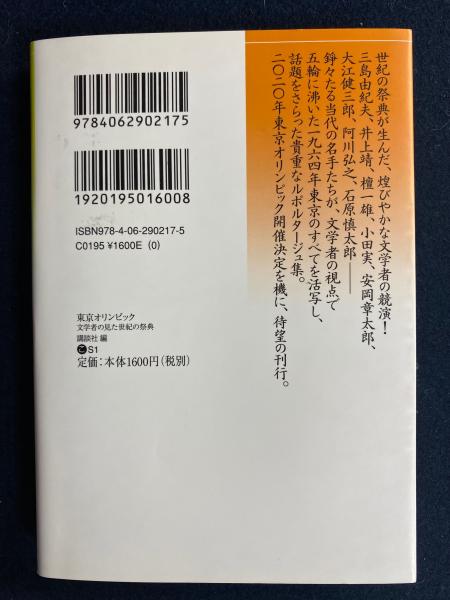 世紀の祭典が生んだ、煌びやかな文学者の競演!
三島由紀夫、井上靖、檀一雄、小田実、安岡章太郎、
大江健三郎、阿川弘之、石原慎太郎――
錚々たる当代の名手たちが、文学者の視点で
五輪に沸いた一九六四年東京のすべてを活写し、
話題をさらった貴重なルポルタージュ集。
二〇二〇年東京オリンピック開催決定を機に、待望の刊行。
9784062902175
1920195016008
ISBN978-4-06-290217-5
C0195 ¥1600E (0)
東京オリンピック
文学者の見た世紀の祭典
講談社 編
こS1
定価:本体1600円(税別)